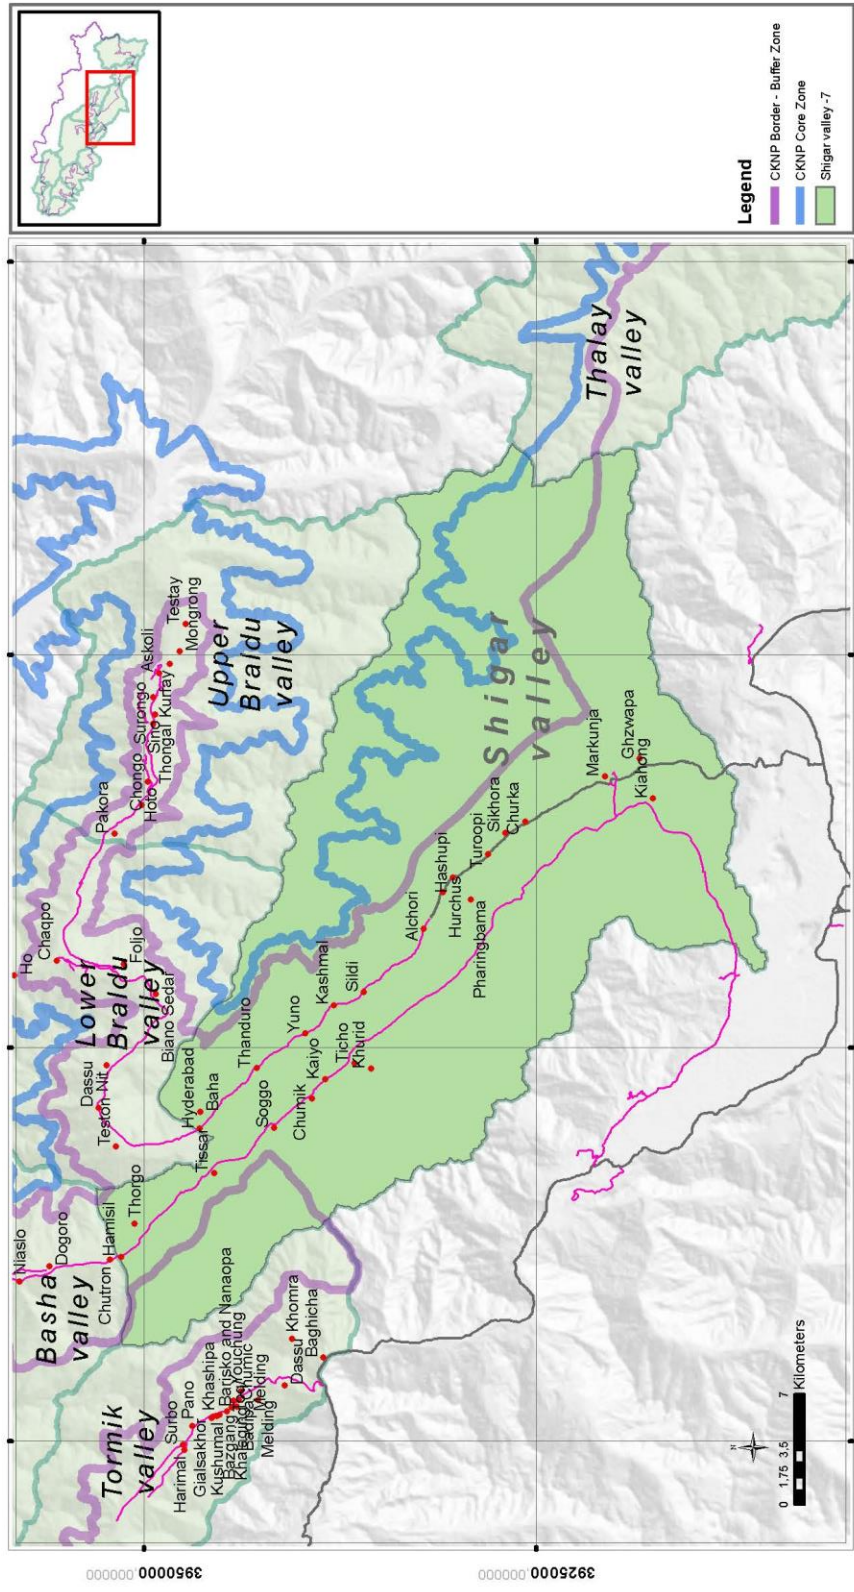 Legend
CKNP Border - Buffer Zone
CKNP Core Zone
Shigar valley -7
3950000
3925000
0 1,75 3,5 7
Kilometers
N
Tormik
valley
Basha
valley
Lower
Braldu
valley
Upper
Braldu
valley
Shigar
valley
Thalay
valley
Niaslo
Dogoro
Chutron
Hamisil
Thorgo
Ho
Chaqpo
Foljo
Biano Sedar
Dassu
Nit
Teston
Pakora
Chongo
Hoto
Surongo
Sino
Thongal
Kurfay
Askoli
Testay
Mongrong
Harimal
Surbo
Pano
Gialsakhor
Khashipa
Kushumal
Barisko and Nanaopa
Youchung
Chumic
Melding
Melding
Dassu
Khomra
Baghicha
Hyderabad
Baha
Tissar
Thanduro
Soggo
Yuno
Kashmal
Sildi
Chumik
Kaiyo
Ticho
Khurid
Alchori
Hashupi
Hurchus
Pharingbama
Turoopi
Sikhora
Churka
Markunja
Ghzwapa
Kiahong